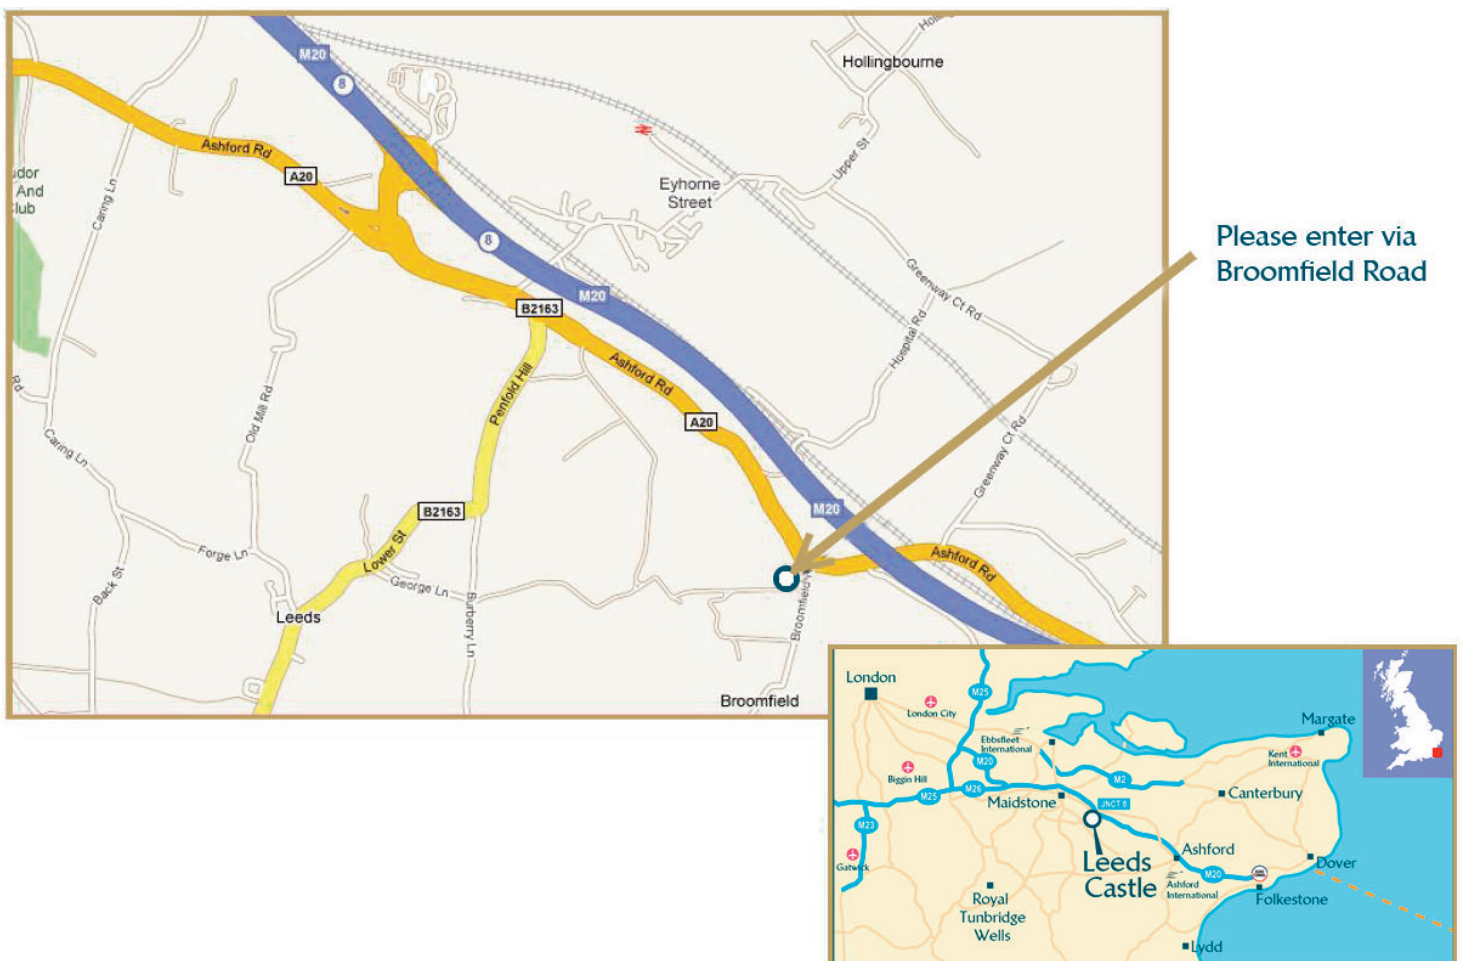 M20
8
Hollingbourne
Ashford Rd
A20
Upper St
Eyhorne
Street
Caring Ln
And
8
Please enter via
Broomfield Road
M20
B2163
Greenway Ct Rd
Hospital Rd
Ashford Rd
Penfold Hill
A20
Rd
Old Mill Rd
Caring Ln
Greenway Ct Rd
M20
B2163
Forge Ln
Lower St
Ashford Rd
Back St
George Ln
Leeds
Burberry Ln
Broomfield
London
M25
London City
Margate
Ebbsfleet
International
Kent
International
M20
Biggin Hill
M2
M25
M26
Maidstone
JNCT 8
Canterbury
M23
Gatwick
Leeds
Castle
Ashford
Dover
M20
Ashford
International
Folkestone
Royal
Tunbridge
Wells
Lydd